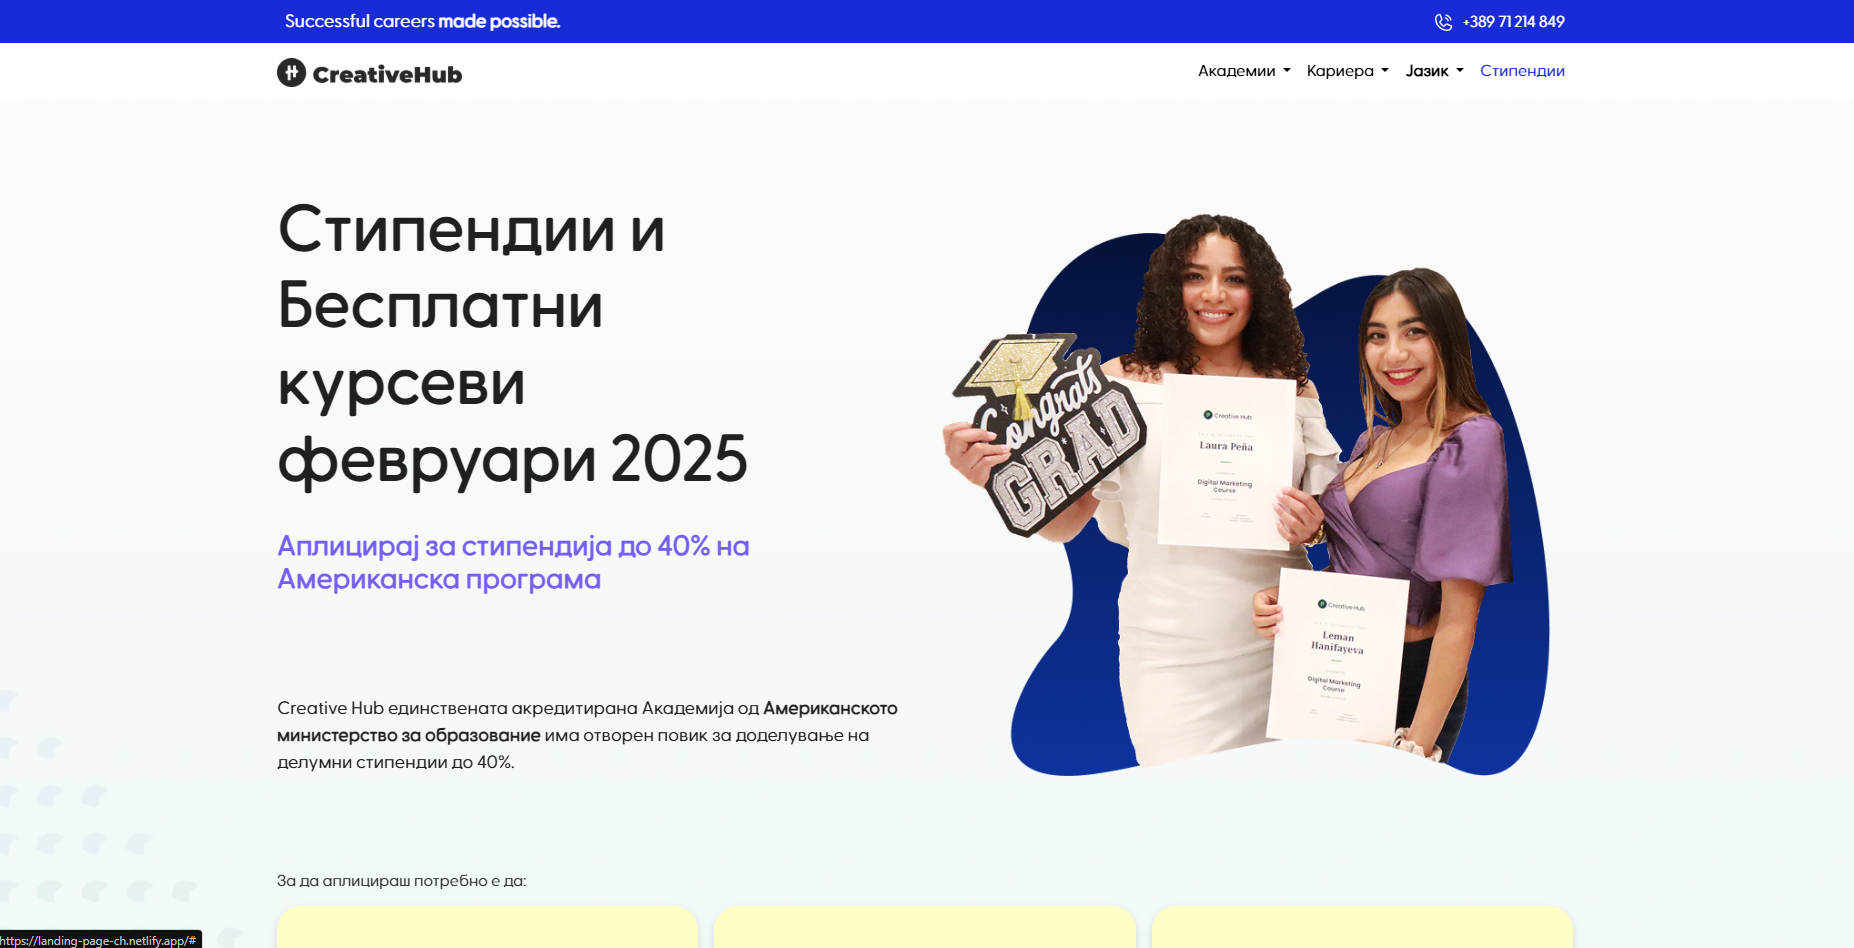 Successful careers made possible.
+389 71 214 849
CreativeHub
Академии
Кариера
Јазик
Стипендии
Стипендии и
Бесплатни
курсеви
февруари 2025
Аплицирај за стипендија до 40% на
Американска програма
Congrats
GRAD
Creative Hub
Laura Peña
Digital Marketing
Course
Creative Hub
Leman
Hanifayeva
Digital Marketing
Course
Creative Hub единствената акредитирана Академија од Американското
министерство за образование има отворен повик за доделување на
делумни стипендии до 40%.
За да аплицираш потребно е да:
https://landing-page-ch.netlify.app/#